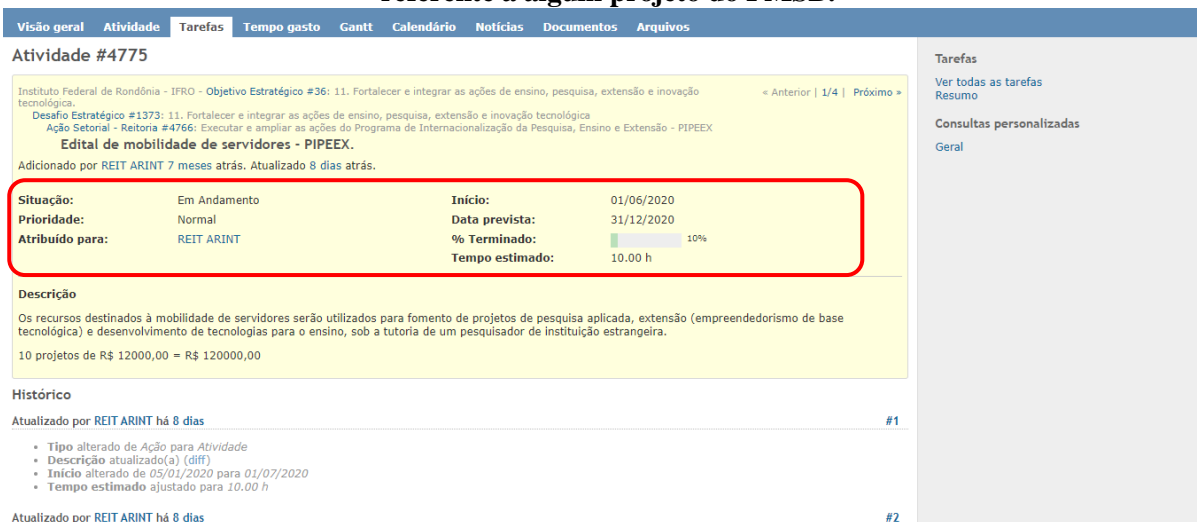 Visão geral Atividade Tarefas Tempo gasto Gantt Calendário Notícias Documentos Arquivos
Atividade #4775
Instituto Federal de Rondônia - IFRO - Objetivo Estratégico #36: 11. Fortalecer e integrar as ações de ensino, pesquisa, extensão e inovação
tecnológica.
« Anterior | 1/4 | Próximo »
Desafio Estratégico #1373: 11. Fortalecer e integrar as ações de ensino, pesquisa, extensão e inovação tecnológica
Ação Setorial - Reitoria #4766: Executar e ampliar as ações do Programa de Internacionalização da Pesquisa, Ensino e Extensão - PIPEEX
Edital de mobilidade de servidores - PIPEEX.
Adicionado por REIT ARINT 7 meses atrás. Atualizado 8 dias atrás.
Situação: Em Andamento Início: 01/06/2020
Prioridade: Normal Data prevista: 31/12/2020
Atribuído para: REIT ARINT % Terminado: 10%
Tempo estimado: 10.00 h
Descrição
Os recursos destinados à mobilidade de servidores serão utilizados para fomento de projetos de pesquisa aplicada, extensão (empreendedorismo de base
tecnológica) e desenvolvimento de tecnologias para o ensino, sob a tutoria de um pesquisador de instituição estrangeira.
10 projetos de R$ 12000,00 = R$ 120000,00
Histórico
Atualizado por REIT ARINT há 8 dias #1
• Tipo alterado de Ação para Atividade
• Descrição atualizado(a) (diff)
• Início alterado de 05/01/2020 para 01/07/2020
• Tempo estimado ajustado para 10.00 h
Atualizado por REIT ARINT há 8 dias #2
Tarefas
Ver todas as tarefas
Resumo
Consultas personalizadas
Geral